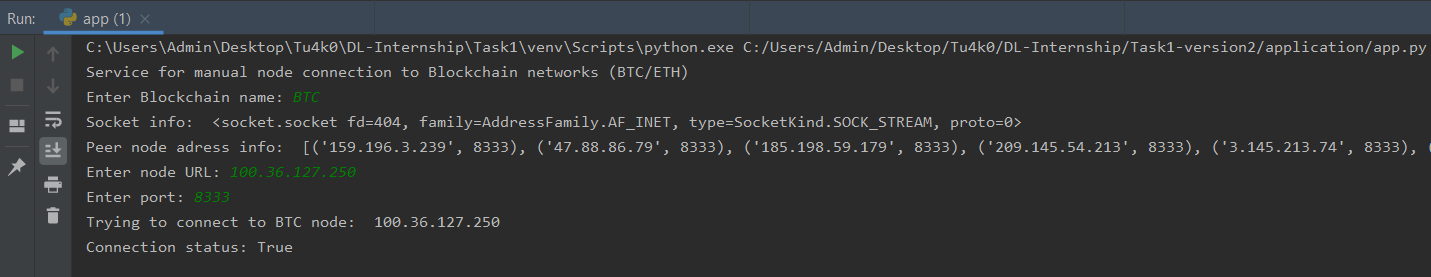 Run: app (1)
C:\Users\Admin\Desktop\Tu4k0\DL-Internship\Task1\venv\Scripts\python.exe C:/Users/Admin/Desktop/Tu4k0/DL-Internship/Task1-version2/application/app.py
Service for manual node connection to Blockchain networks (BTC/ETH)
Enter Blockchain name: BTC
Socket info:  <socket.socket fd=404, family=AddressFamily.AF_INET, type=SocketKind.SOCK_STREAM, proto=0>
Peer node adress info:  [('159.196.3.239', 8333), ('47.88.86.79', 8333), ('185.198.59.179', 8333), ('209.145.54.213', 8333), ('3.145.213.74', 8333), (
Enter node URL: 100.36.127.250
Enter port: 8333
Trying to connect to BTC node:  100.36.127.250
Connection status: True